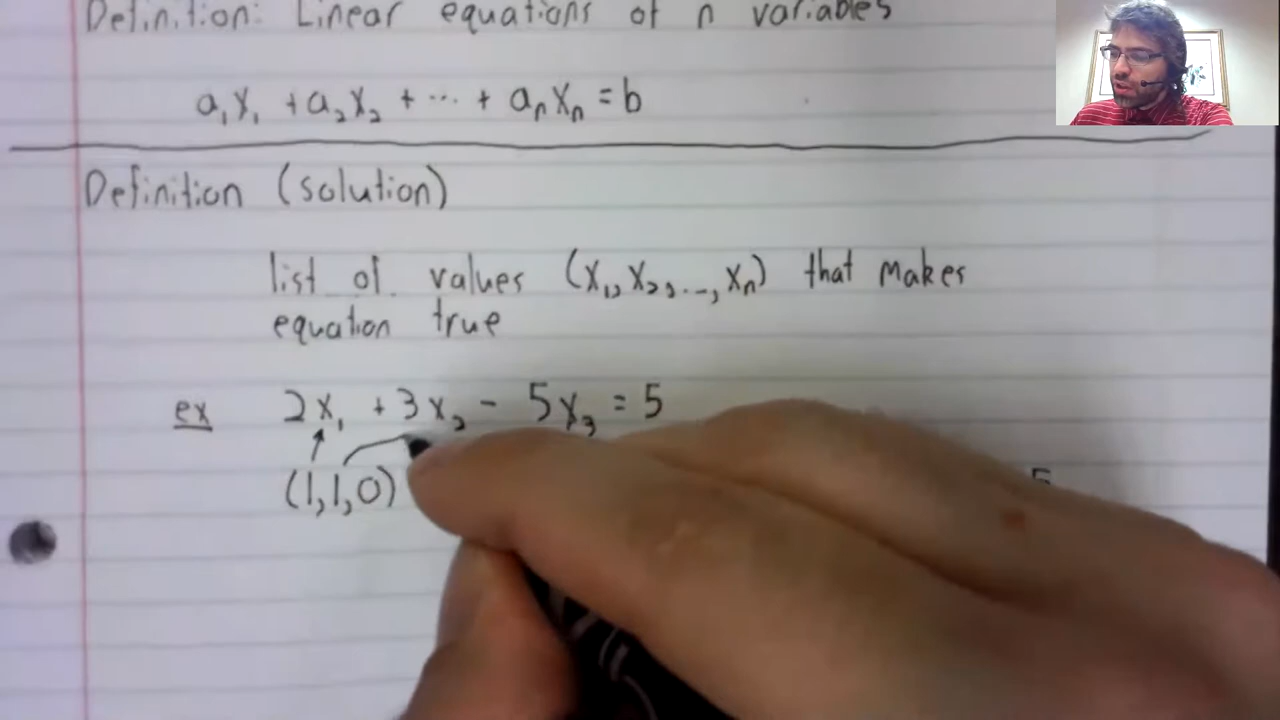 Definition: Linear equations of n variables
a₁x₁ + a₂x₂ + ... + aₙxₙ = b
Definition (solution)
list of values (x₁, x₂, ..., xₙ) that makes
equation true
ex 2x₁ + 3x₂ - 5x₃ = 5
(1,1,0) 5